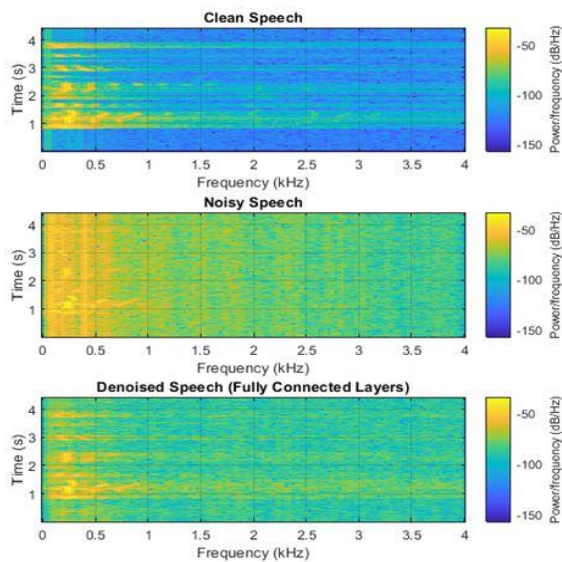 Clean Speech
4
3
2
1
Time (s)
0 0.5 1 1.5 2 2.5 3 3.5 4
Frequency (kHz)
-50
-100
-150
Power/frequency (dB/Hz)
Noisy Speech
4
3
2
1
Time (s)
0 0.5 1 1.5 2 2.5 3 3.5 4
Frequency (kHz)
-50
-100
-150
Power/frequency (dB/Hz)
Denoised Speech (Fully Connected Layers)
4
3
2
1
Time (s)
0 0.5 1 1.5 2 2.5 3 3.5 4
Frequency (kHz)
-50
-100
-150
Power/frequency (dB/Hz)